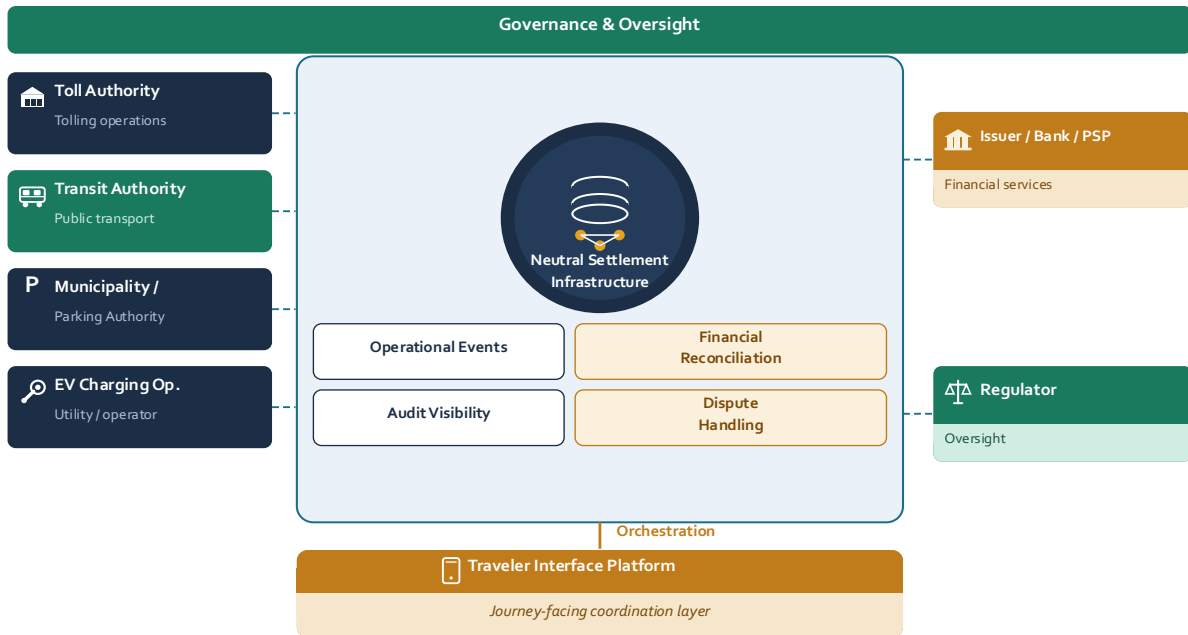 Governance & Oversight
Toll Authority
Tolling operations
Transit Authority
Public transport
P
Municipality /
Parking Authority
EV Charging Op.
Utility / operator
Neutral Settlement
Infrastructure
Operational Events
Financial
Reconciliation
Audit Visibility
Dispute
Handling
Issuer / Bank / PSP
Financial services
Regulator
Oversight
Orchestration
Traveler Interface Platform
Journey-facing coordination layer